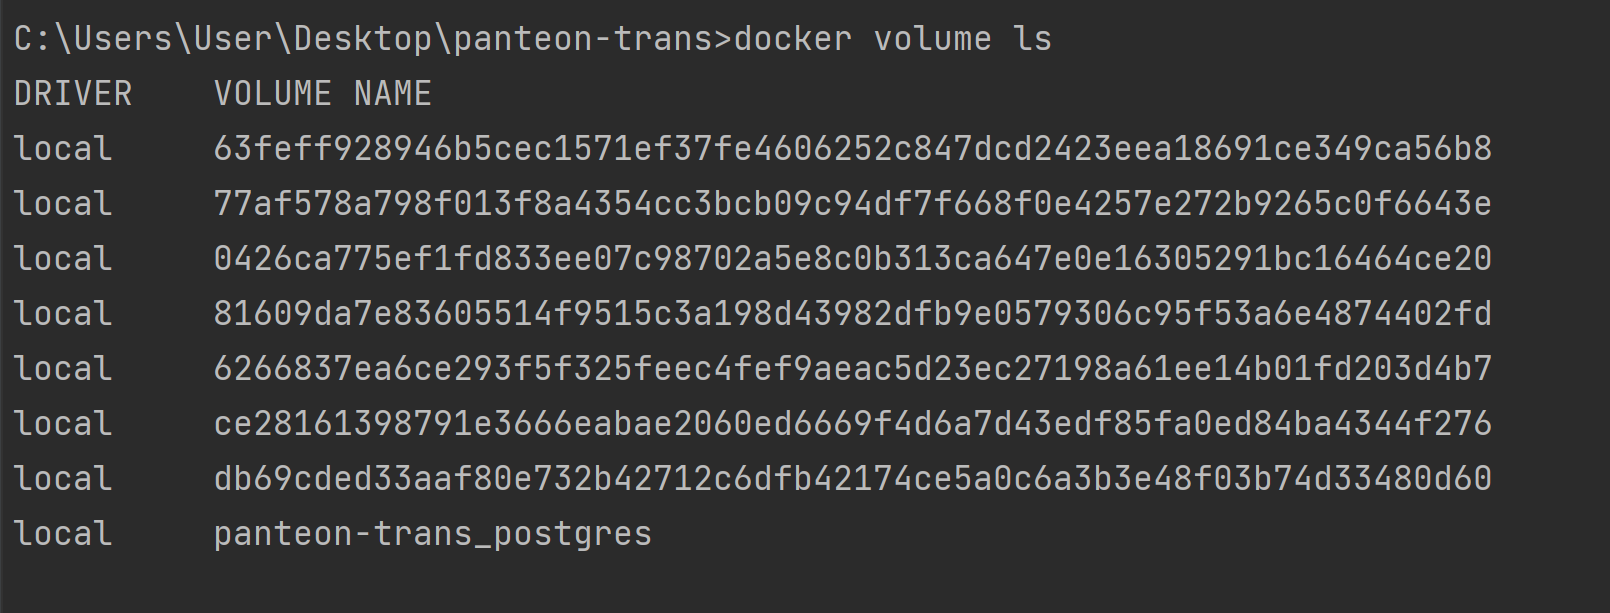 C:\Users\User\Desktop\panteon-trans>docker volume ls
DRIVER    VOLUME NAME
local     63feff928946b5cec1571ef37fe4606252c847dcd2423eea18691ce349ca56b8
local     77af578a798f013f8a4354cc3bcb09c94df7f668f0e4257e272b9265c0f6643e
local     0426ca775ef1fd833ee07c98702a5e8c0b313ca647e0e16305291bc16464ce20
local     81609da7e83605514f9515c3a198d43982dfb9e0579306c95f53a6e4874402fd
local     6266837ea6ce293f5f325feec4fef9aeac5d23ec27198a61ee14b01fd203d4b7
local     ce28161398791e3666eabae2060ed6669f4d6a7d43edf85fa0ed84ba4344f276
local     db69cded33aaf80e732b42712c6dfb42174ce5a0c6a3b3e48f03b74d33480d60
local     panteon-trans_postgres